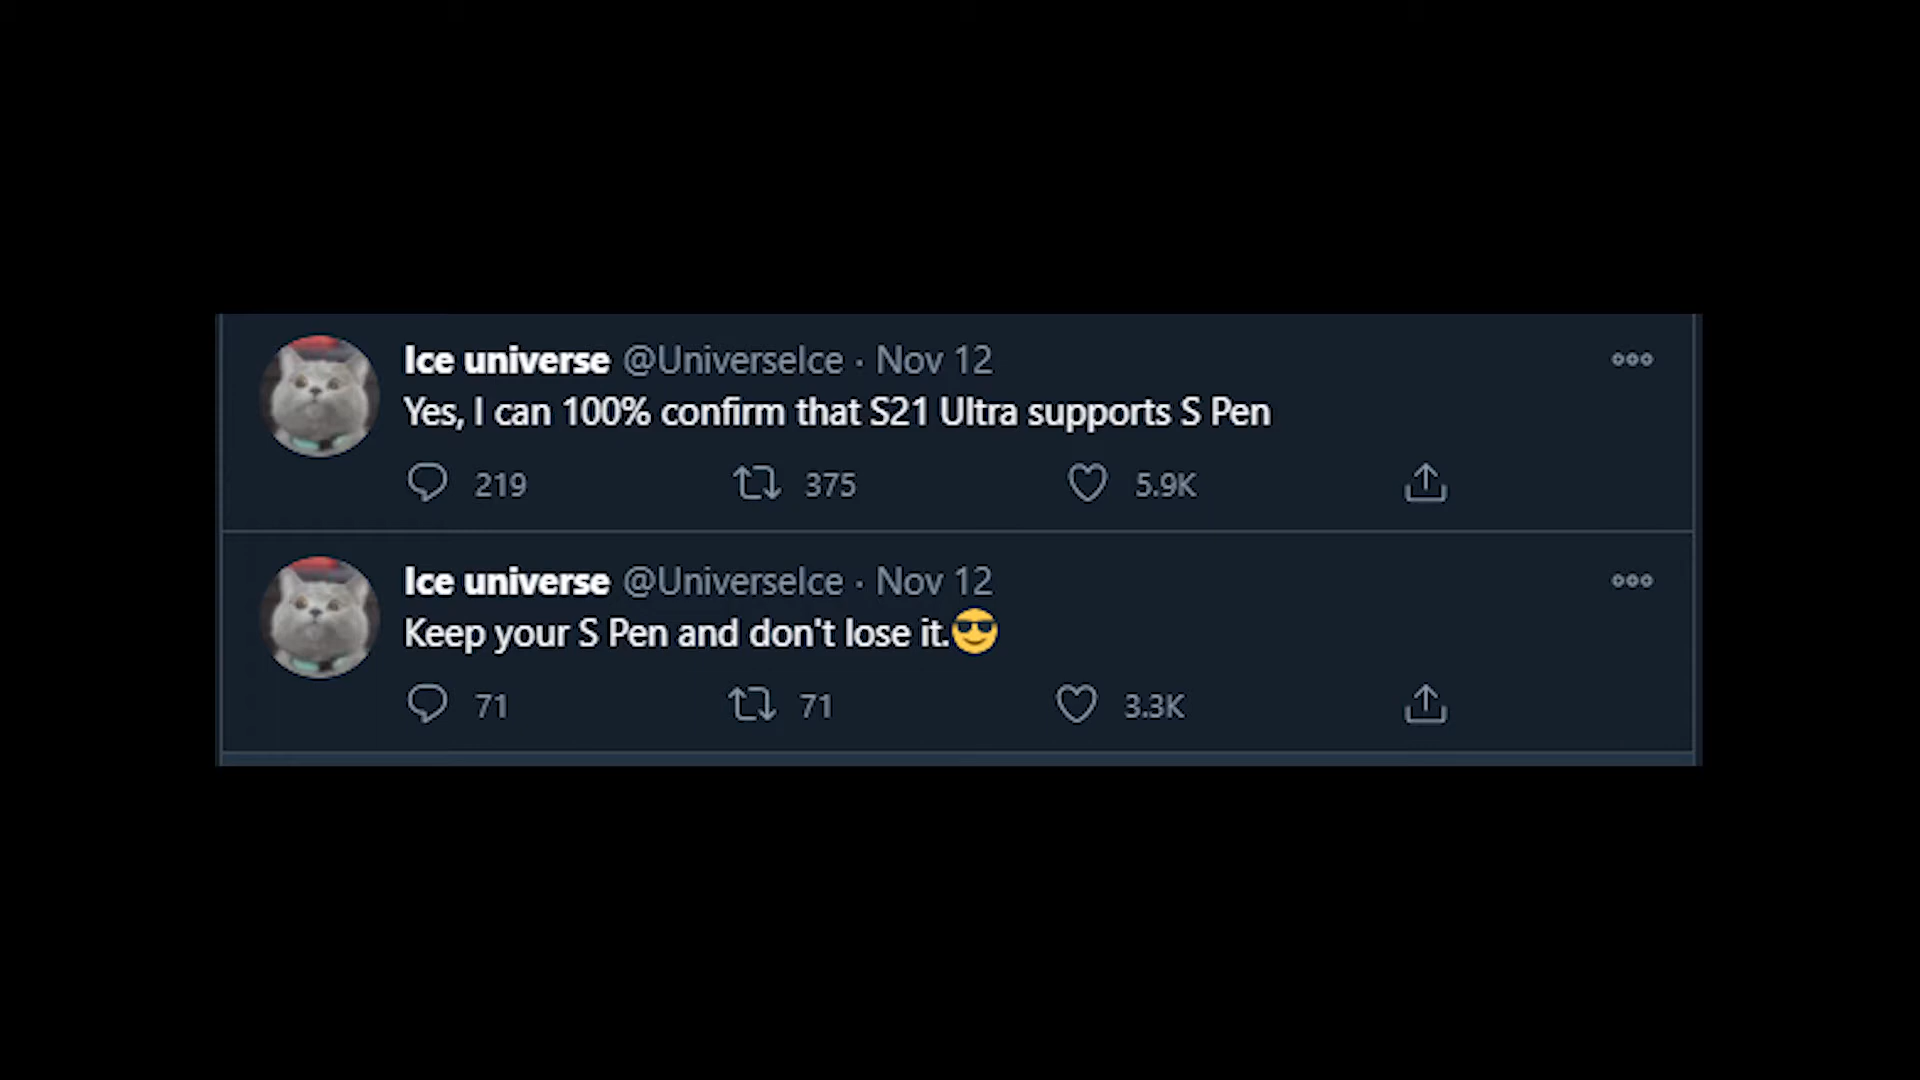 Ice universe @UniverseIce · Nov 12
Yes, I can 100% confirm that S21 Ultra supports S Pen
219 375 5.9K
Ice universe @UniverseIce · Nov 12
Keep your S Pen and don't lose it.😎
71 71 3.3K